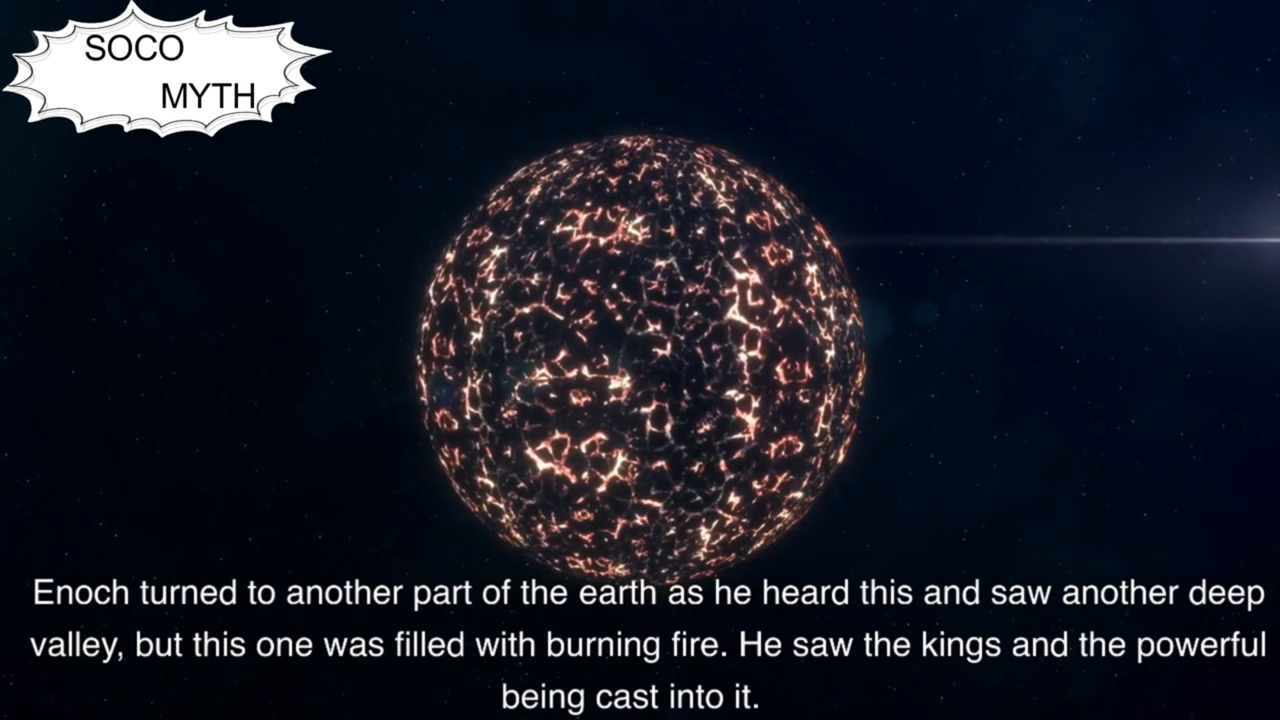 SOCO
MYTH
Enoch turned to another part of the earth as he heard this and saw another deep
valley, but this one was filled with burning fire. He saw the kings and the powerful
being cast into it.